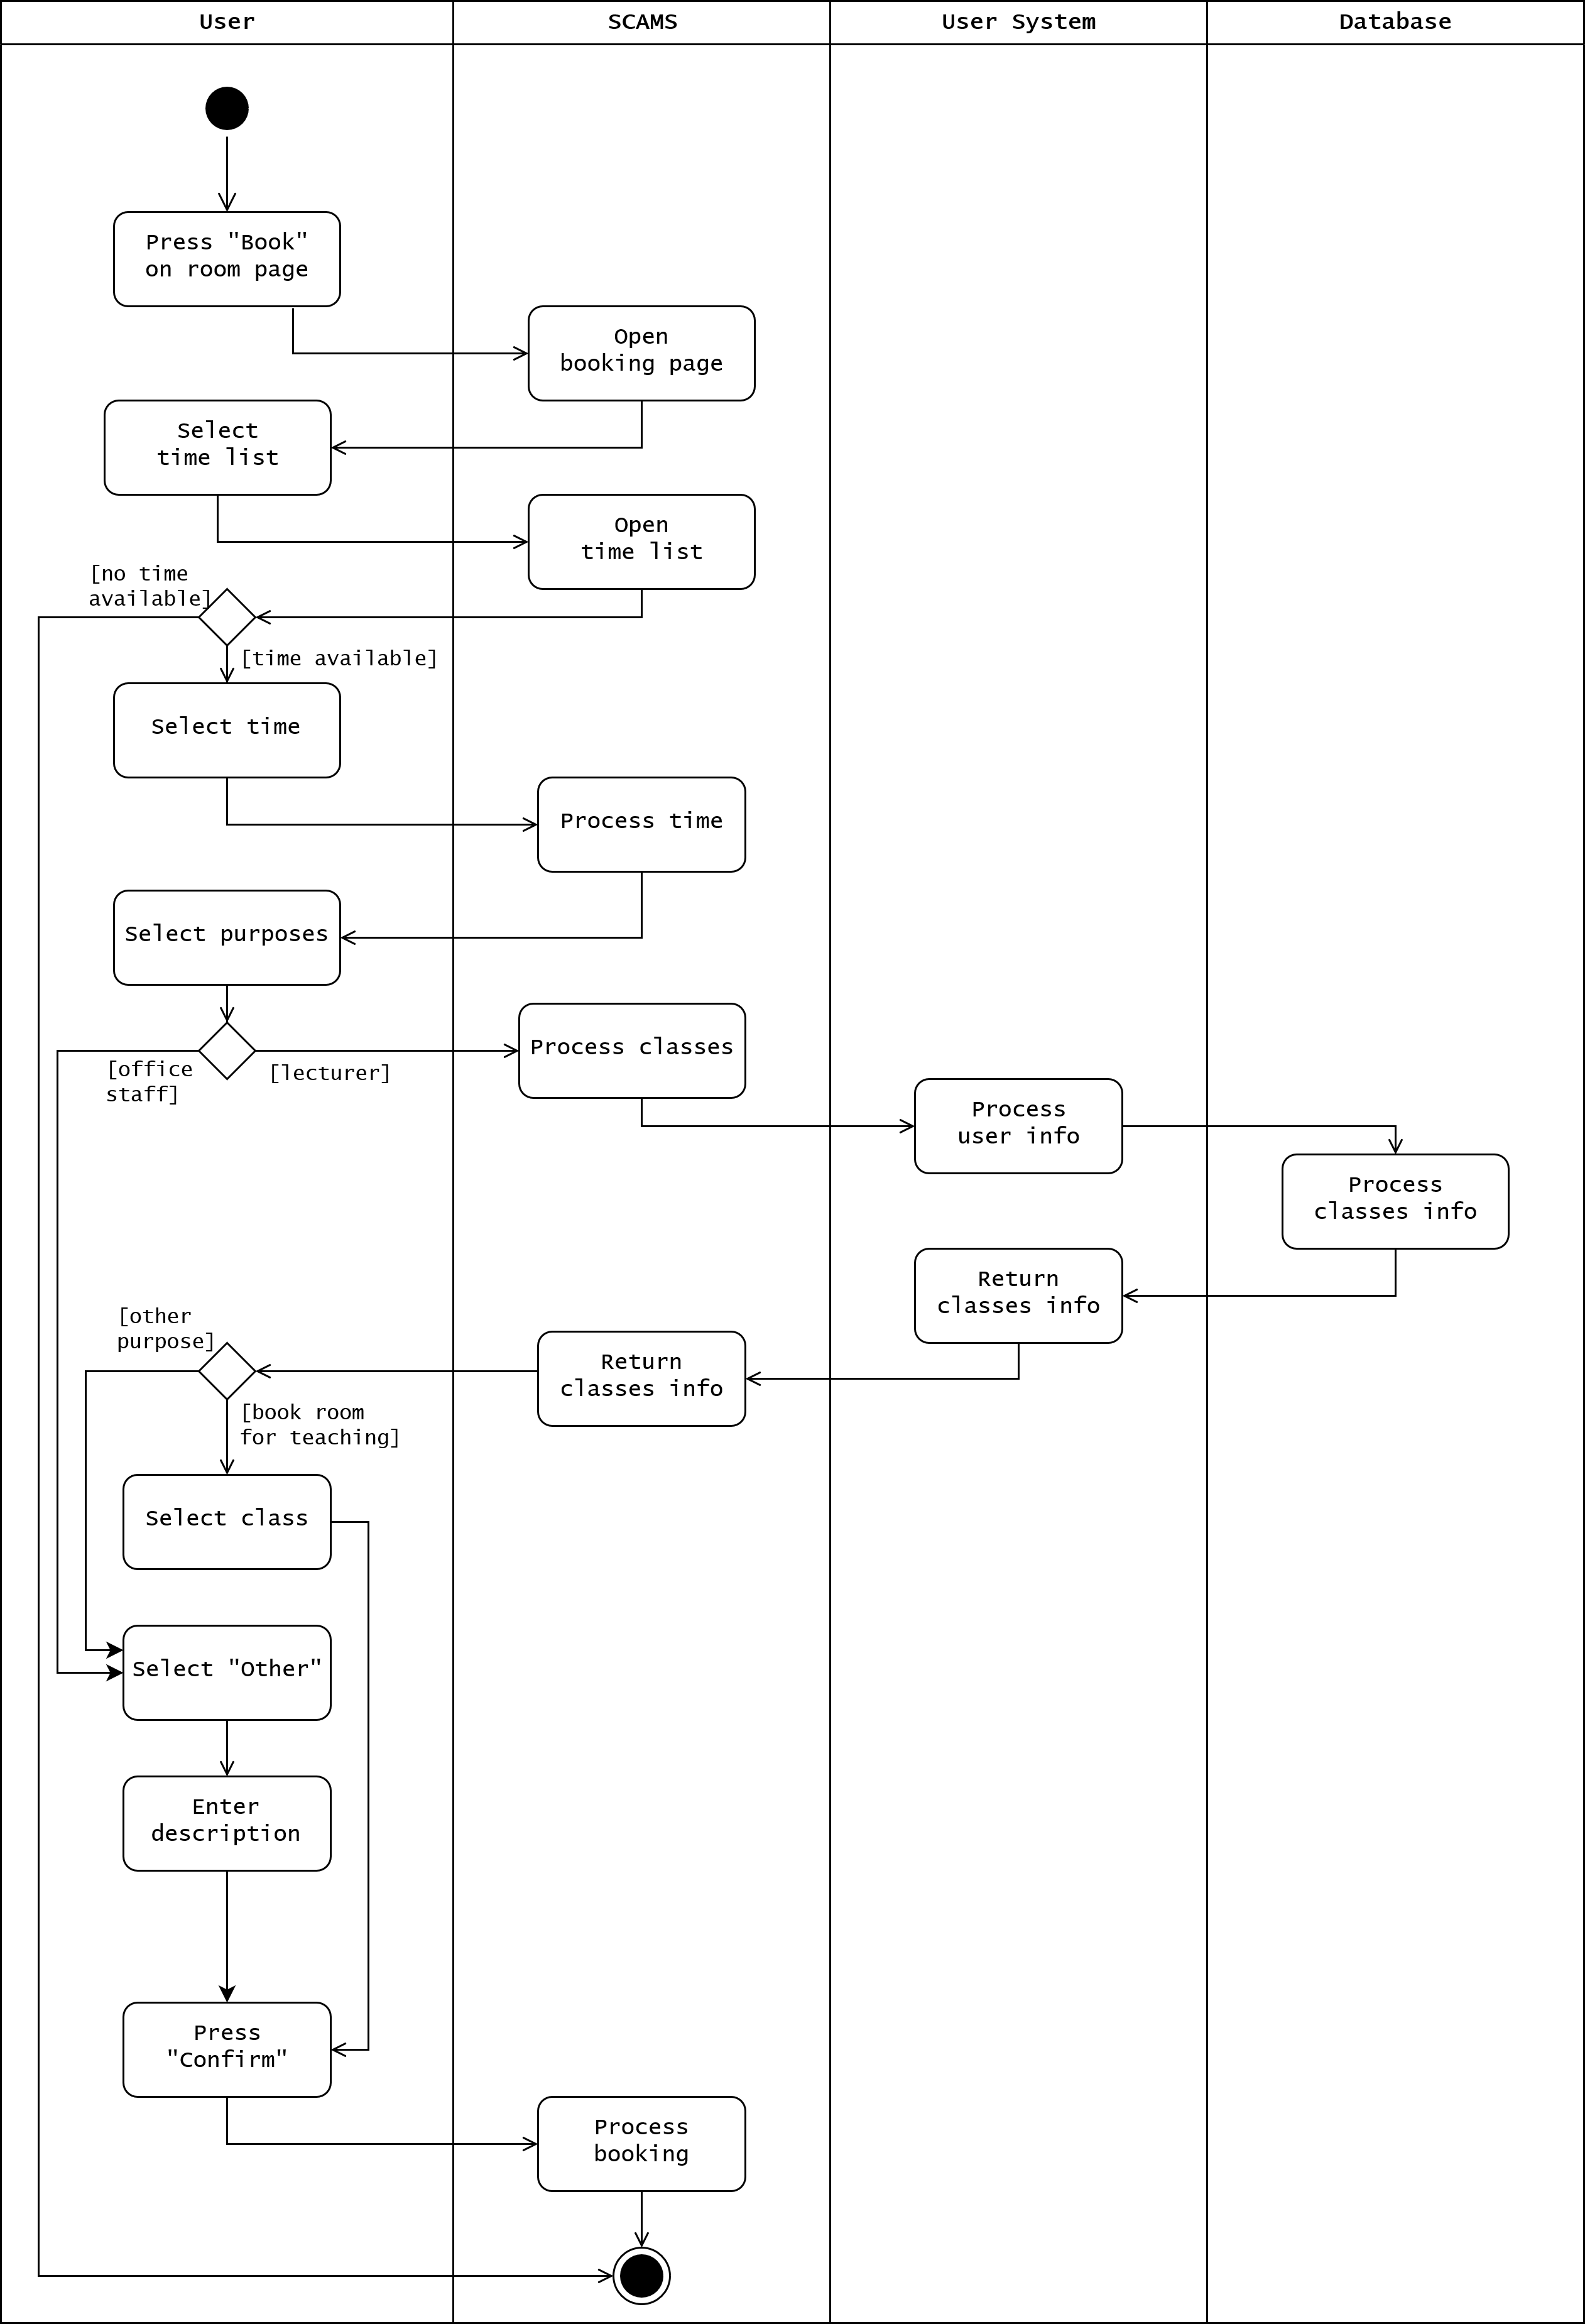 User
SCAMS
User System
Database
Press "Book"
on room page
Open
booking page
Select
time list
Open
time list
[no time
available]
[time available]
Select time
Process time
Select purposes
Process classes
[office
staff]
[lecturer]
Process
user info
Process
classes info
Return
classes info
[other
purpose]
Return
classes info
[book room
for teaching]
Select class
Select "Other"
Enter
description
Press
"Confirm"
Process
booking